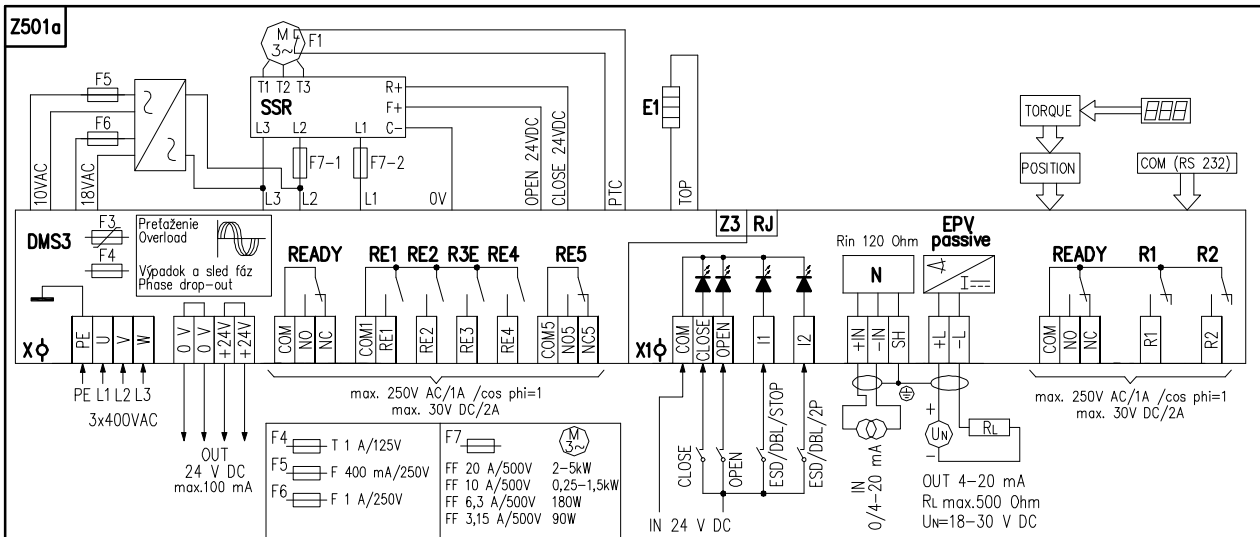 Z501a
M
3~
F1
F5
F6
T1 T2 T3
SSR
R+
F+
C-
L3 L2 L1
F7-1
F7-2
E1
TORQUE
POSITION
COM (RS 232)
10VAC
18VAC
L3
L2
L1
0V
OPEN 24VDC
CLOSE 24VDC
PTC
TOP
DMS3
F3
F4
Preťaženie
Overload
Výpadok a sled fáz
Phase drop-out
READY
RE1 RE2 R3E RE4
RE5
Z3 RJ
Rin 120 Ohm
N
EPV
passive
READY
R1
R2
X
PE
U
V
W
0 V
0 V
+24V
+24V
COM
NO
NC
COM1
RE1
RE2
RE3
RE4
COM5
NO5
NC5
X1
COM
CLOSE
OPEN
I1
I2
+IN
-IN
SH
+L
-L
COM
NO
NC
R1
R2
PE L1 L2 L3
3x400VAC
OUT
24 V DC
max.100 mA
max. 250V AC/1A /cos phi=1
max. 30V DC/2A
F4 T 1 A/125V
F5 F 400 mA/250V
F6 F 1 A/250V
F7
M
3~
FF 20 A/500V 2-5kW
FF 10 A/500V 0,25-1,5kW
FF 6,3 A/500V 180W
FF 3,15 A/500V 90W
CLOSE
OPEN
ESD/DBL/STOP
ESD/DBL/2P
IN 24 V DC
IN
0/4-20 mA
+
UN
-
RL
OUT 4-20 mA
RL max.500 Ohm
UN=18-30 V DC
max. 250V AC/1A /cos phi=1
max. 30V DC/2A